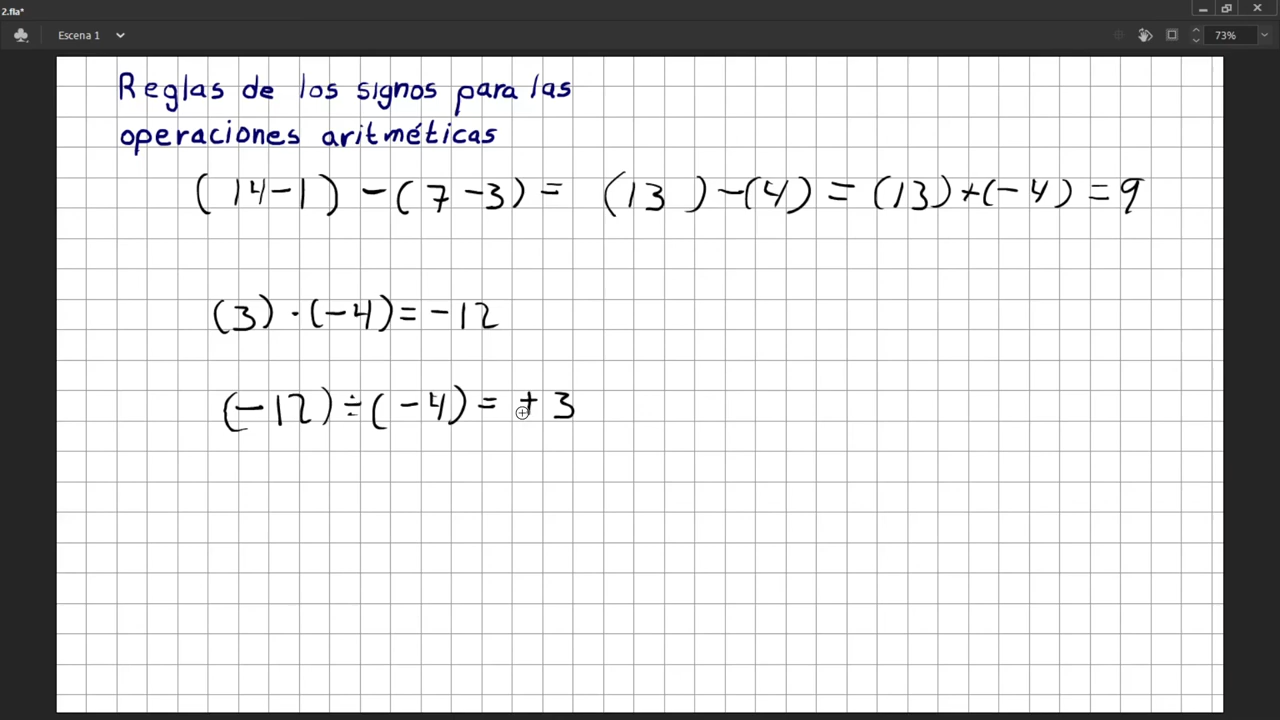 2.fla*
Escena 1
73%
Reglas de los signos para las
operaciones aritméticas
(14-1) -(7-3)= (13 )-(4)=(13)+(-4)=9
(3)·(-4)=-12
(-12)÷(-4)= +3